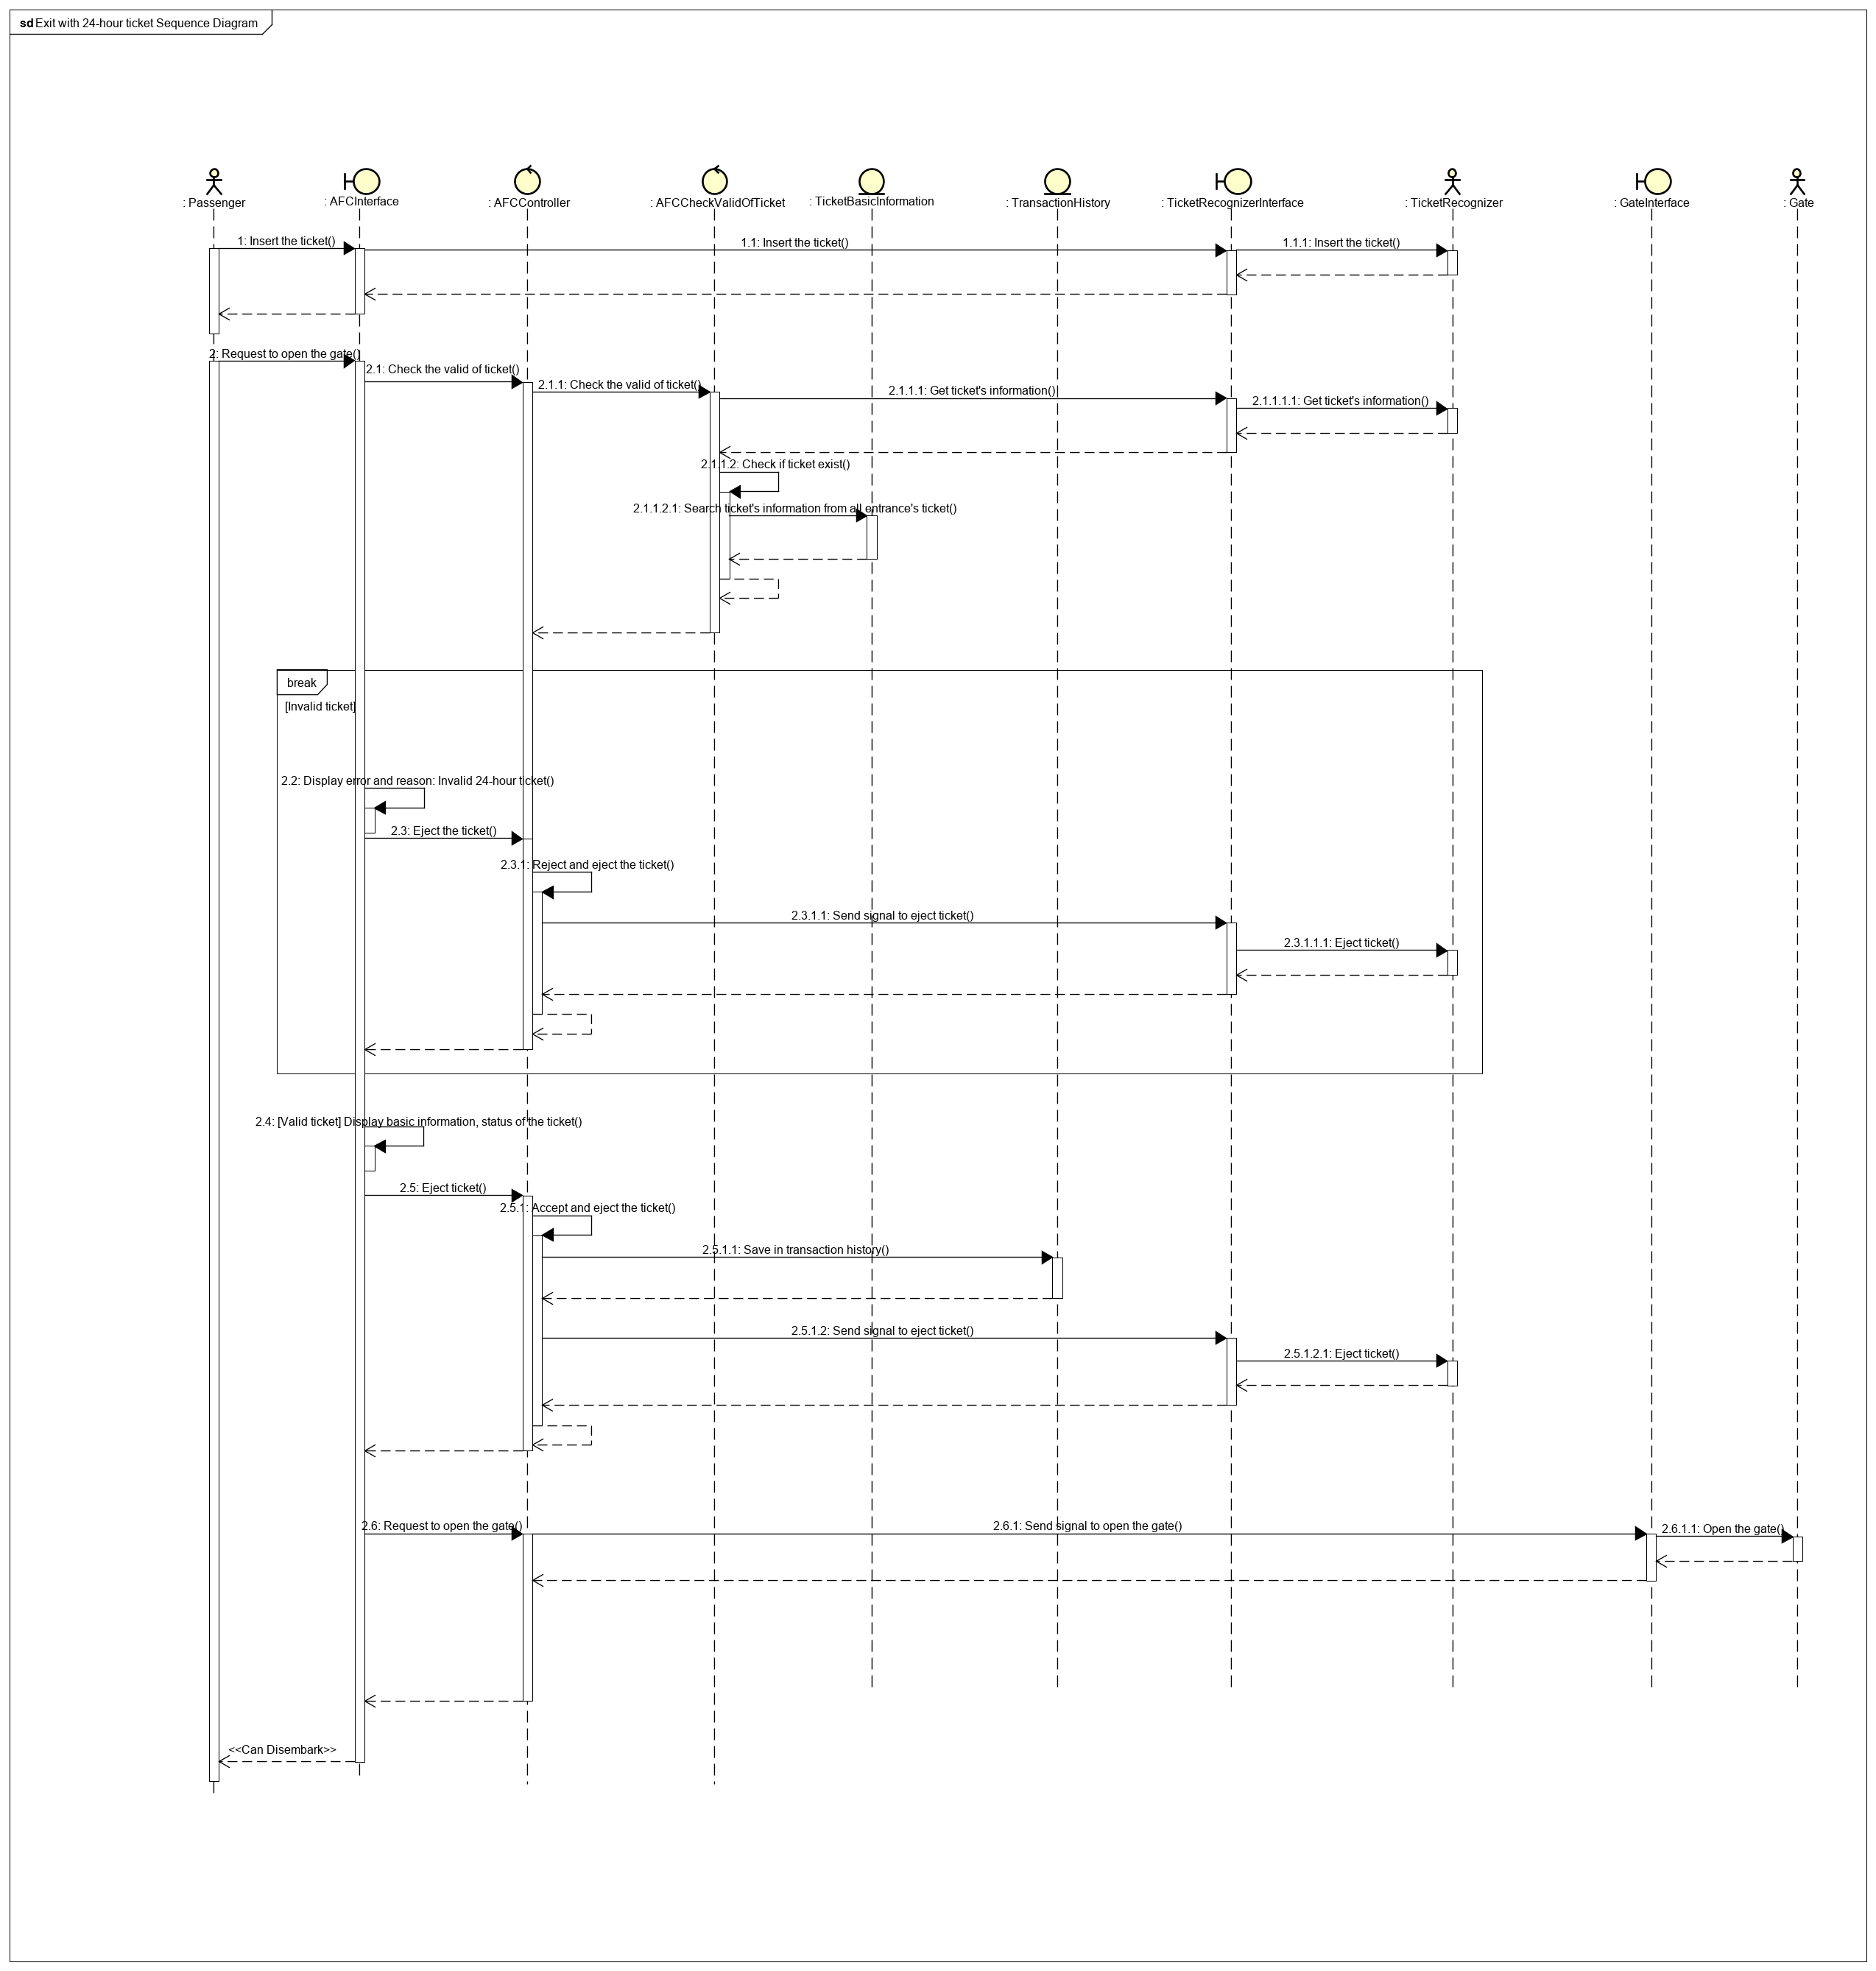 sd Exit with 24-hour ticket Sequence Diagram
: Passenger
: AFCInterface
: AFCController
: AFCCheckValidOfTicket
: TicketBasicInformation
: TransactionHistory
: TicketRecognizerInterface
: TicketRecognizer
: GateInterface
: Gate
1: Insert the ticket()
1.1: Insert the ticket()
1.1.1: Insert the ticket()
2: Request to open the gate()
2.1: Check the valid of ticket()
2.1.1: Check the valid of ticket()
2.1.1.1: Get ticket's information()
2.1.1.1.1: Get ticket's information()
2.1.1.2: Check if ticket exist()
2.1.1.2.1: Search ticket's information from all entrance's ticket()
break
[Invalid ticket]
2.2: Display error and reason: Invalid 24-hour ticket()
2.3: Eject the ticket()
2.3.1: Reject and eject the ticket()
2.3.1.1: Send signal to eject ticket()
2.3.1.1.1: Eject ticket()
2.4: [Valid ticket] Display basic information, status of the ticket()
2.5: Eject ticket()
2.5.1: Accept and eject the ticket()
2.5.1.1: Save in transaction history()
2.5.1.2: Send signal to eject ticket()
2.5.1.2.1: Eject ticket()
2.6: Request to open the gate()
2.6.1: Send signal to open the gate()
2.6.1.1: Open the gate()
<<Can Disembark>>